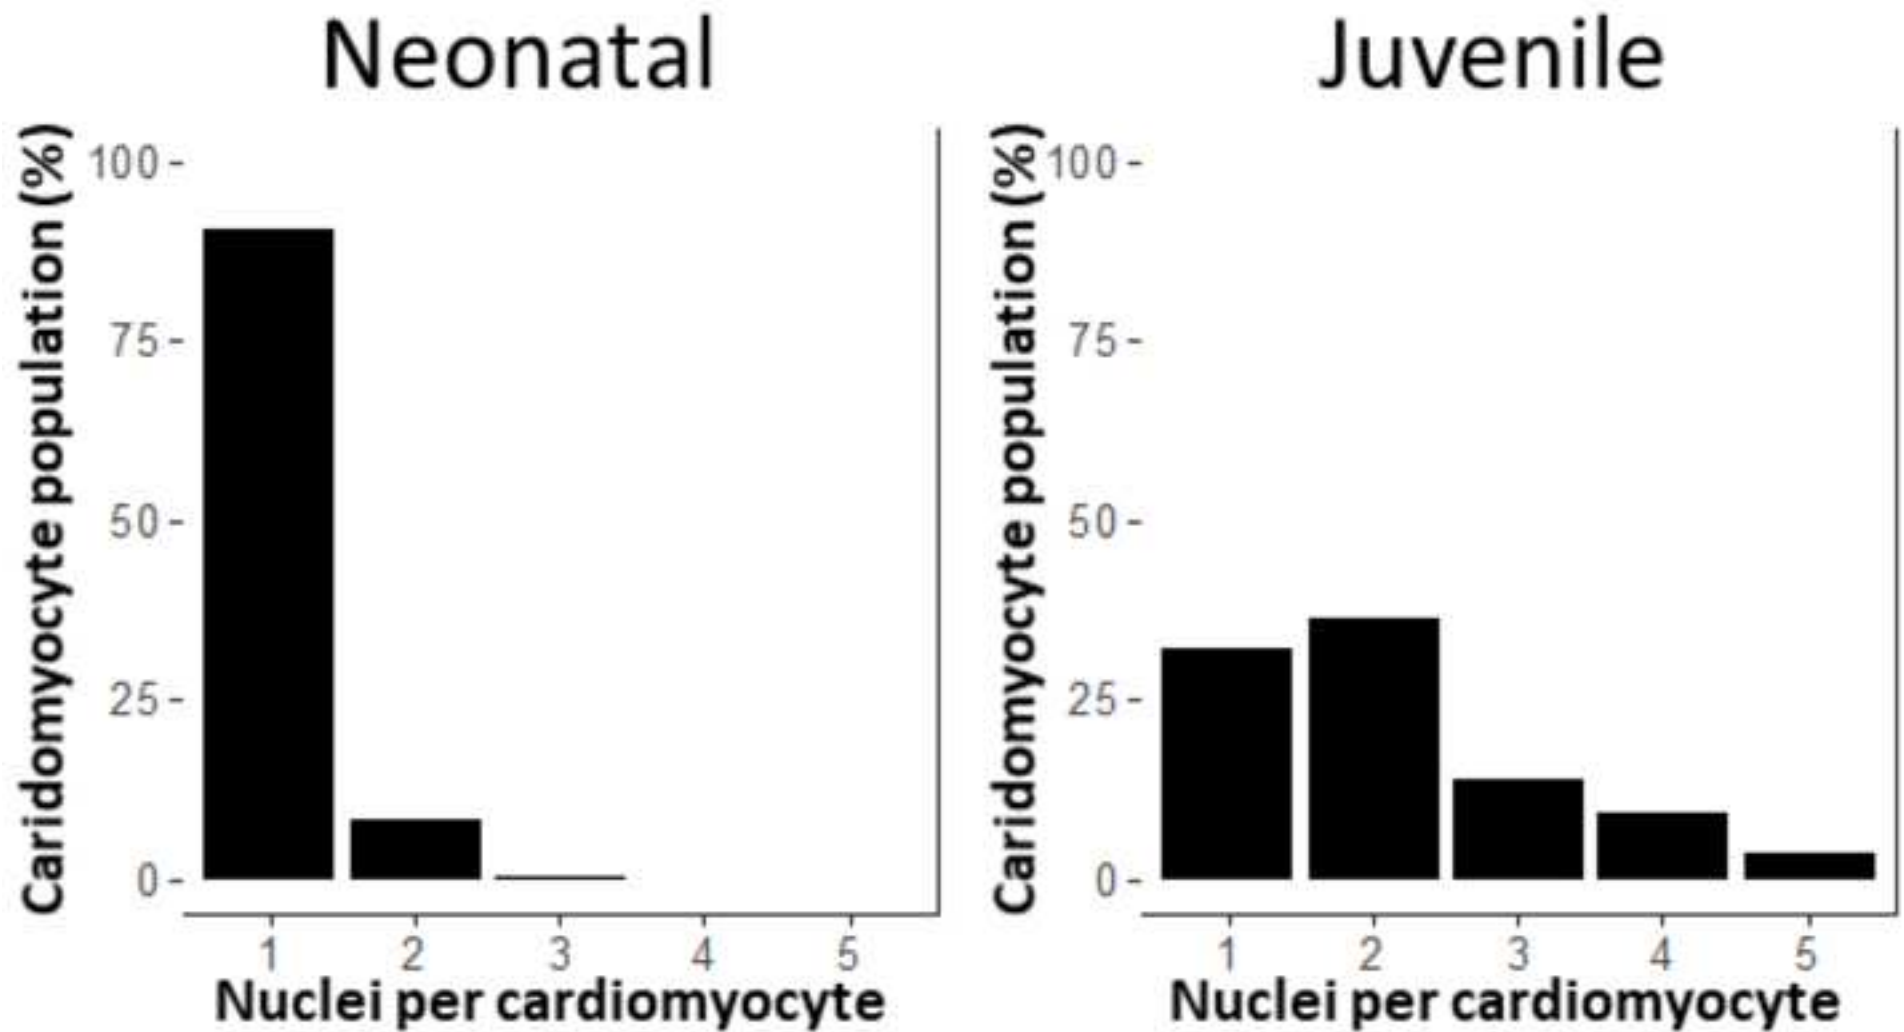 Neonatal
Caridomyocyte population (%)
100
75
50
25
0
1 2 3 4 5
Nuclei per cardiomyocyte
Juvenile
Caridomyocyte population (%)
100
75
50
25
0
1 2 3 4 5
Nuclei per cardiomyocyte